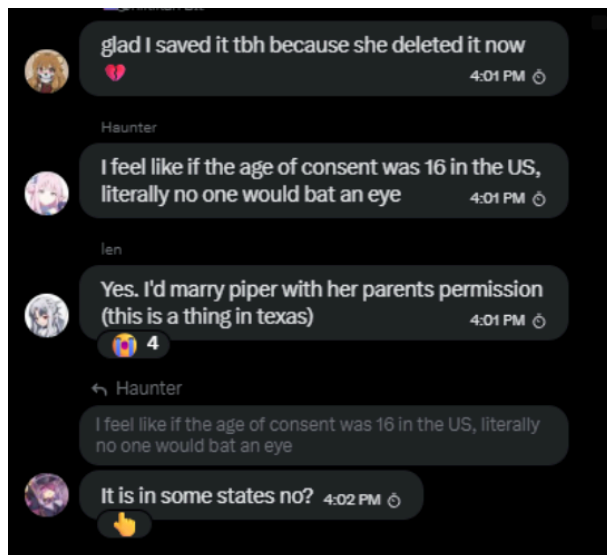 glad I saved it tbh because she deleted it now
💔
4:01 PM
Haunter
I feel like if the age of consent was 16 in the US,
literally no one would bat an eye
4:01 PM
len
Yes. I'd marry piper with her parents permission
(this is a thing in texas)
4:01 PM
😭 4
Haunter
I feel like if the age of consent was 16 in the US, literally
no one would bat an eye
It is in some states no? 4:02 PM
👆